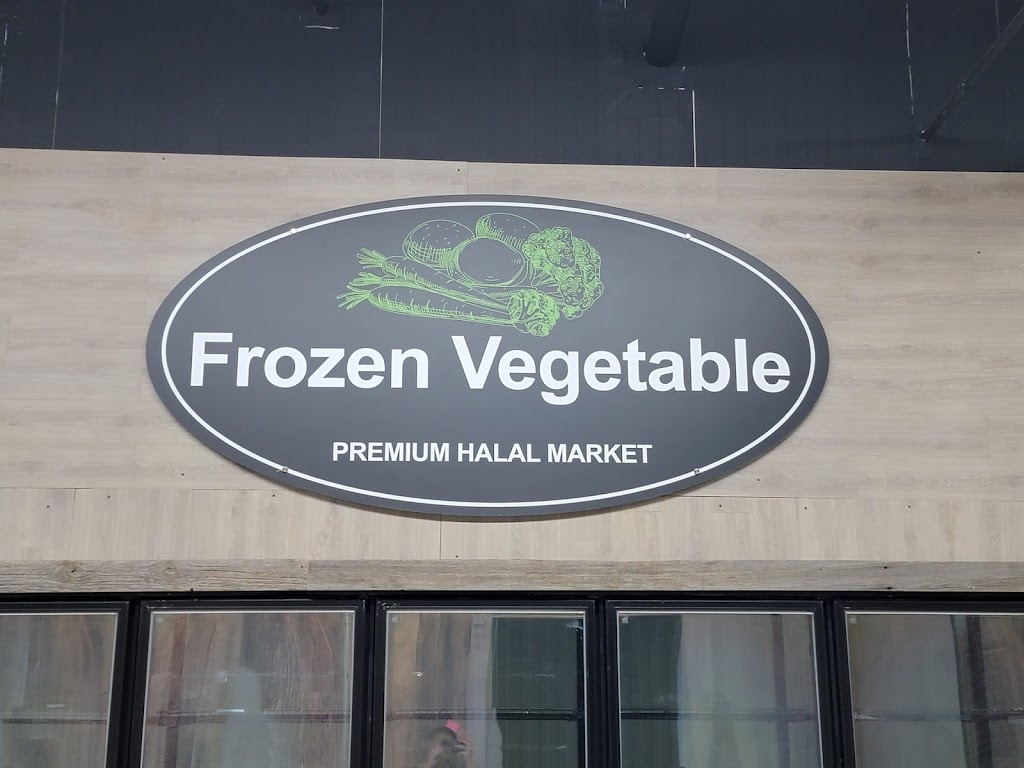 Frozen Vegetable
PREMIUM HALAL MARKET